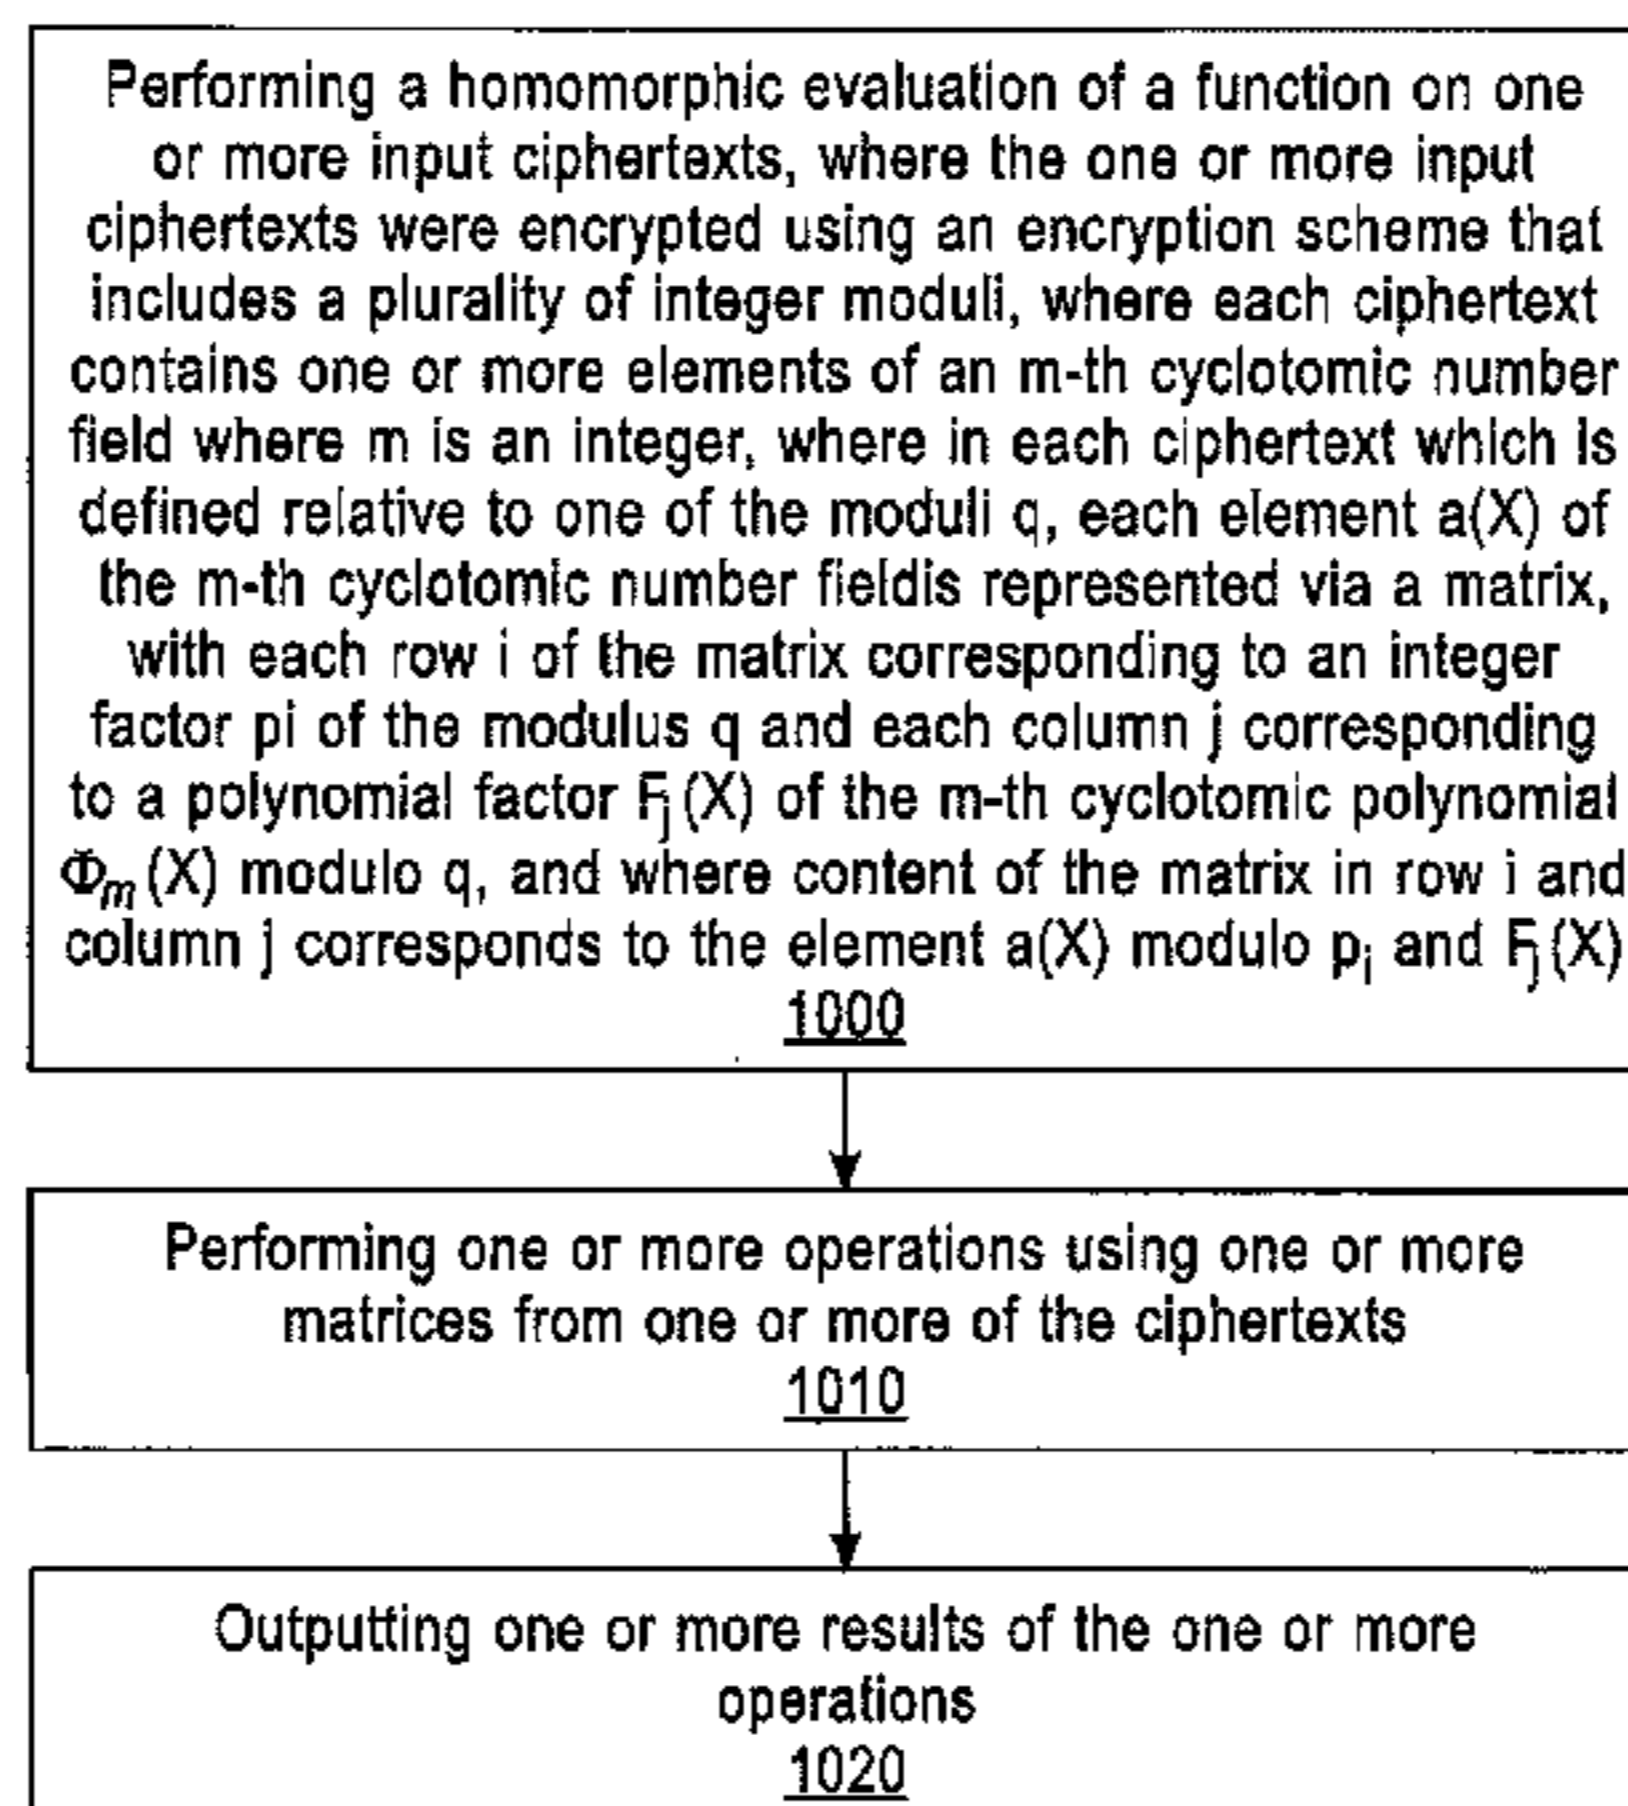 Performing a homomorphic evaluation of a function on one
or more input ciphertexts, where the one or more input
ciphertexts were encrypted using an encryption scheme that
includes a plurality of integer moduli, where each ciphertext
contains one or more elements of an m-th cyclotomic number
field where m is an integer, where in each ciphertext which is
defined relative to one of the moduli q, each element a(X) of
the m-th cyclotomic number fieldis represented via a matrix,
with each row i of the matrix corresponding to an integer
factor pi of the modulus q and each column j corresponding
to a polynomial factor Fⱼ(X) of the m-th cyclotomic polynomial
Φₘ(X) modulo q, and where content of the matrix in row i and
column j corresponds to the element a(X) modulo pᵢ and Fⱼ(X)
1000
Performing one or more operations using one or more
matrices from one or more of the ciphertexts
1010
Outputting one or more results of the one or more
operations
1020